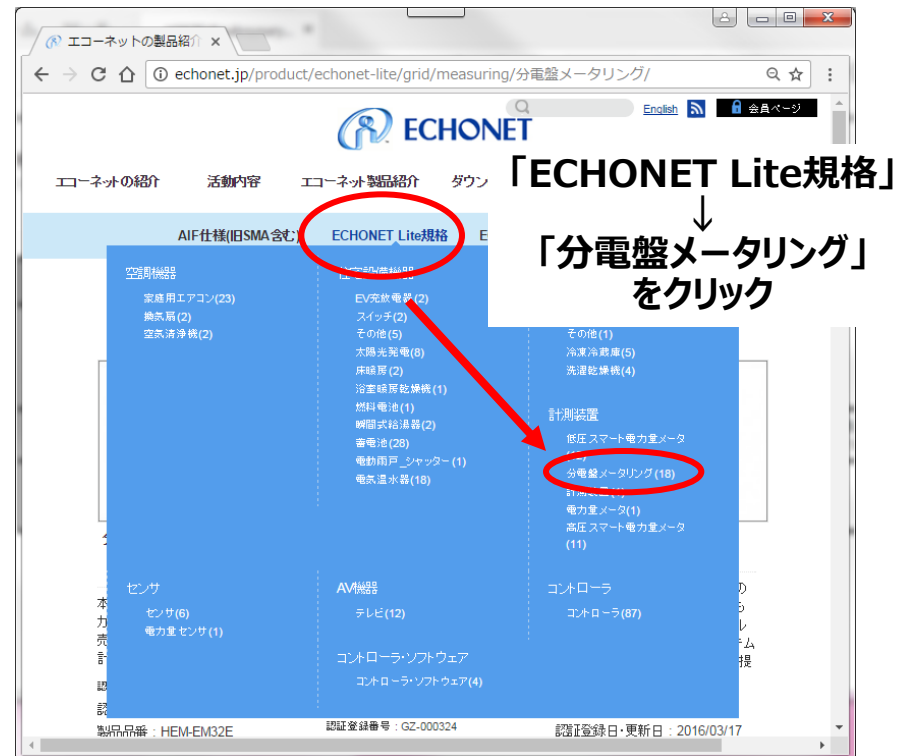 エコーネットの製品紹介
echonet.jp/product/echonet-lite/grid/measuring/分電盤メータリング/
English
会員ページ
ECHONET
エコーネットの紹介
活動内容
エコーネット製品紹介
ダウン
「ECHONET Lite規格」
↓
「分電盤メータリング」
をクリック
AIF仕様(旧SMA含む)
ECHONET Lite規格
E
空調機器
家庭用エアコン(23)
換気扇(2)
空気清浄機(2)
住宅設備機器
EV充放電器(2)
スイッチ(2)
その他(5)
太陽光発電(8)
床暖房(2)
浴室暖房乾燥機(1)
燃料電池(1)
瞬間式給湯器(2)
蓄電池(28)
電動雨戸_シャッター(1)
電気温水器(18)
その他(1)
冷凍冷蔵庫(5)
洗濯乾燥機(4)
計測装置
低圧スマート電力量メータ
分電盤メータリング(18)
電力量メータ(1)
高圧スマート電力量メータ
(11)
センサ
センサ(6)
電力量センサ(1)
AV機器
テレビ(12)
コントローラ
コントローラ(87)
コントローラ・ソフトウェア
コントローラ・ソフトウェア(4)
製品品番：HEM-EM32E
認証登録番号：GZ-000324
認証登録日・更新日：2016/03/17